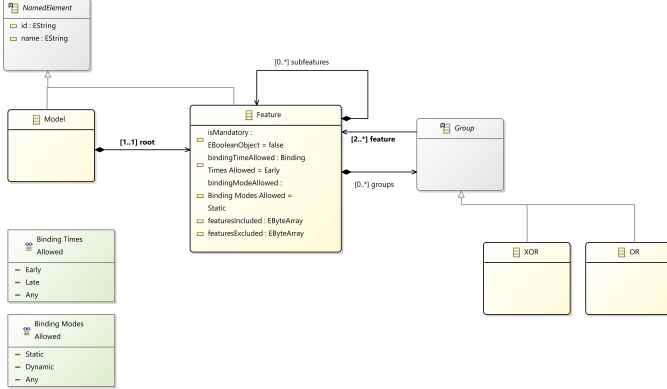 NamedElement
id : EString
name : EString
[0..*] subfeatures
Model
Feature
[1..1] root
isMandatory :
EBooleanObject = false
bindingTimeAllowed : Binding
Times Allowed = Early
bindingModeAllowed :
Binding Modes Allowed =
Static
featuresIncluded : EByteArray
featuresExcluded : EByteArray
[2..*] feature
Group
[0..*] groups
Binding Times
Allowed
Early
Late
Any
XOR
OR
Binding Modes
Allowed
Static
Dynamic
Any